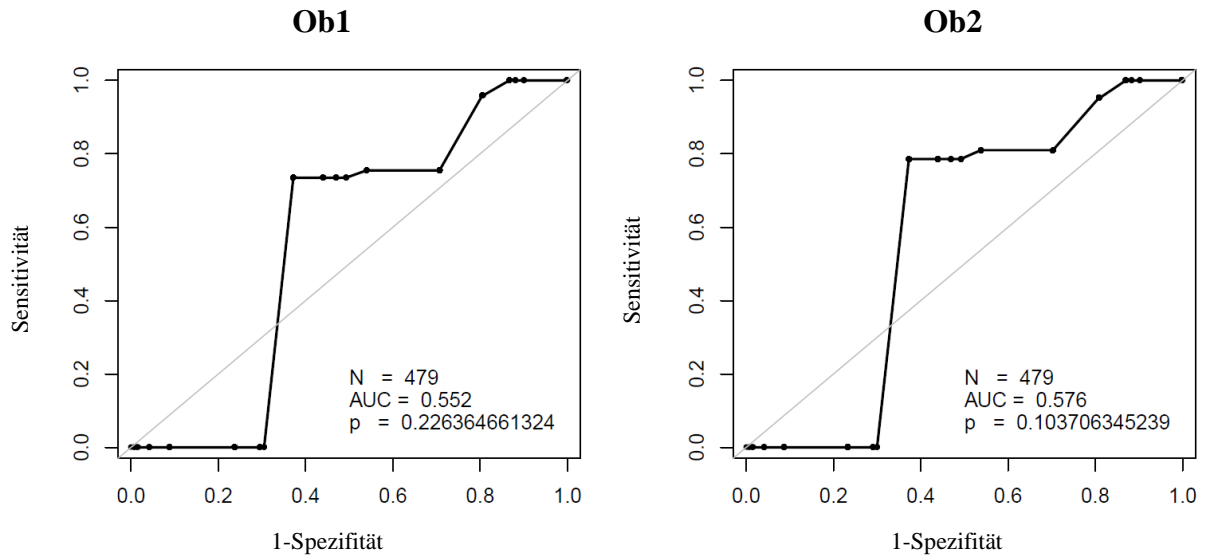 Ob1
Sensitivität
1.0
0.8
0.6
0.4
0.2
0.0
N = 479
AUC = 0.552
p = 0.226364661324
0.0 0.2 0.4 0.6 0.8 1.0
1-Spezifität
Ob2
Sensitivität
1.0
0.8
0.6
0.4
0.2
0.0
N = 479
AUC = 0.576
p = 0.103706345239
0.0 0.2 0.4 0.6 0.8 1.0
1-Spezifität